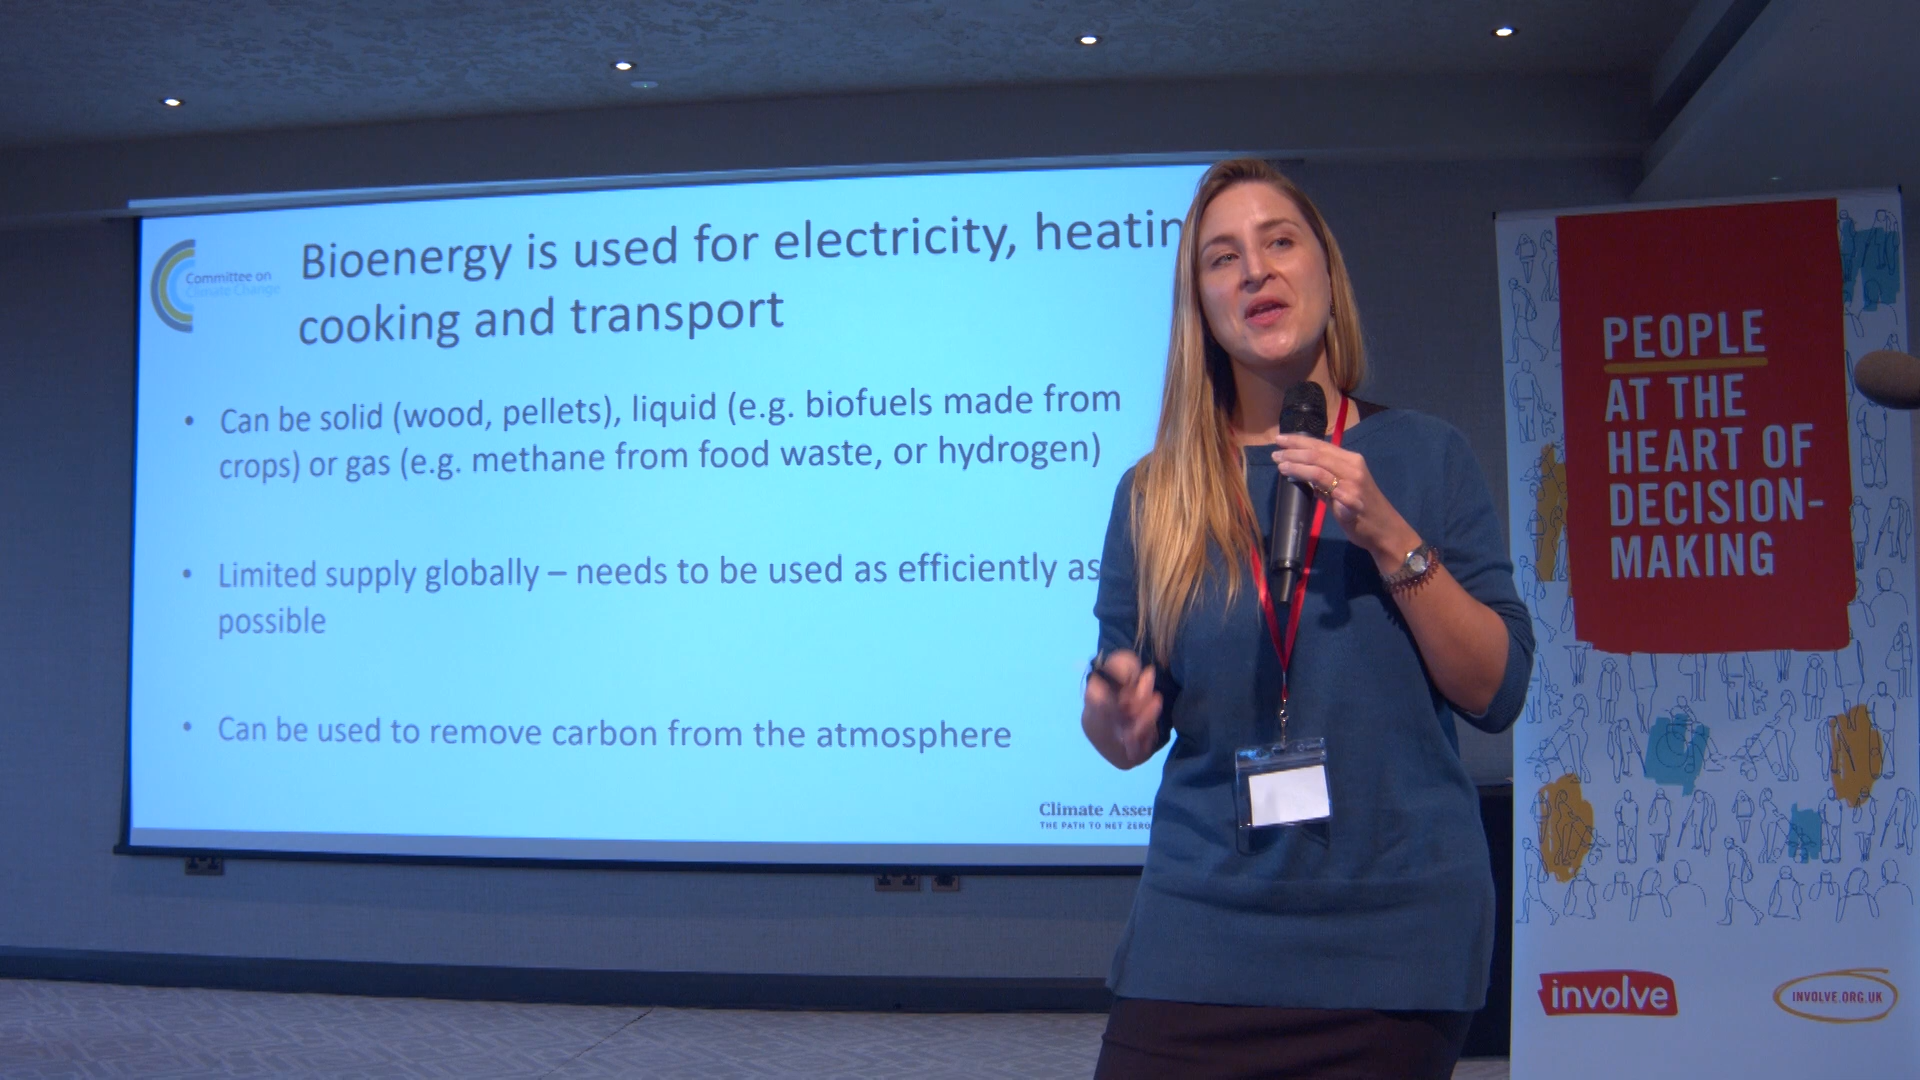 Committee on
Climate Change
Bioenergy is used for electricity, heatin
cooking and transport
• Can be solid (wood, pellets), liquid (e.g. biofuels made from
crops) or gas (e.g. methane from food waste, or hydrogen)
• Limited supply globally – needs to be used as efficiently as
possible
• Can be used to remove carbon from the atmosphere
Climate Assem
THE PATH TO NET ZERO
PEOPLE
AT THE
HEART OF
DECISION-
MAKING
involve
INVOLVE.ORG.UK